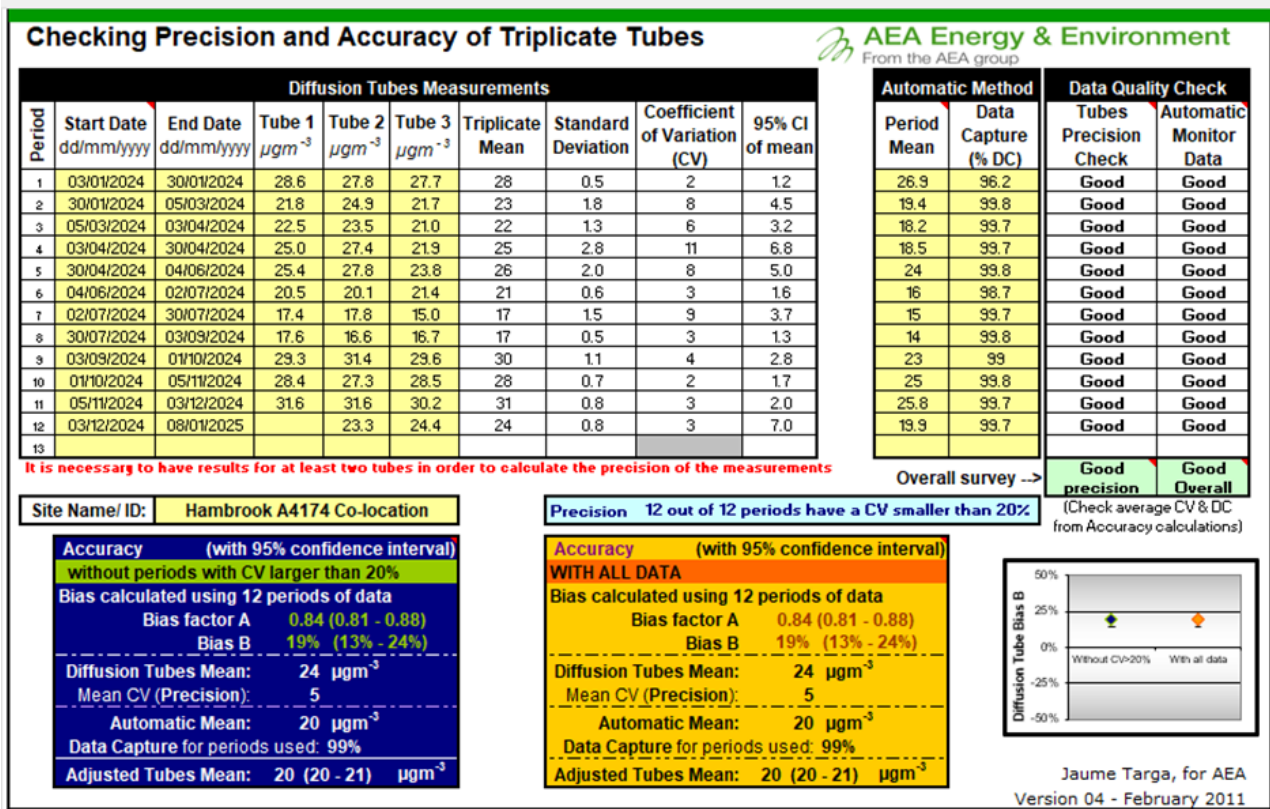 Checking Precision and Accuracy of Triplicate Tubes
AEA Energy & Environment
From the AEA group
Diffusion Tubes Measurements
Automatic Method
Data Quality Check
Period Start Date dd/mm/yyyy End Date dd/mm/yyyy Tube 1 µgm⁻³ Tube 2 µgm⁻³ Tube 3 µgm⁻³ Triplicate Mean Standard Deviation Coefficient of Variation (CV) 95% CI of mean Period Mean Data Capture (% DC) Tubes Precision Check Automatic Monitor Data
1 03/01/2024 30/01/2024 28.6 27.8 27.7 28 0.5 2 1.2 26.9 96.2 Good Good
2 30/01/2024 05/03/2024 21.8 24.9 21.7 23 1.8 8 4.5 19.4 99.8 Good Good
3 05/03/2024 03/04/2024 22.5 23.5 21.0 22 1.3 6 3.2 18.2 99.7 Good Good
4 03/04/2024 30/04/2024 25.0 27.4 21.9 25 2.8 11 6.8 18.5 99.7 Good Good
5 30/04/2024 04/06/2024 25.4 27.8 23.8 26 2.0 8 5.0 24 99.8 Good Good
6 04/06/2024 02/07/2024 20.5 20.1 21.4 21 0.6 3 1.6 16 98.7 Good Good
7 02/07/2024 30/07/2024 17.4 17.8 15.0 17 1.5 9 3.7 15 99.7 Good Good
8 30/07/2024 03/09/2024 17.6 16.6 16.7 17 0.5 3 1.3 14 99.8 Good Good
9 03/09/2024 01/10/2024 29.3 31.4 29.6 30 1.1 4 2.8 23 99 Good Good
10 01/10/2024 05/11/2024 28.4 27.3 28.5 28 0.7 2 1.7 25 99.8 Good Good
11 05/11/2024 03/12/2024 31.6 31.6 30.2 31 0.8 3 2.0 25.8 99.7 Good Good
12 03/12/2024 08/01/2025 23.3 24.4 24 0.8 3 7.0 19.9 99.7 Good Good
13
It is necessary to have results for at least two tubes in order to calculate the precision of the measurements
Overall survey --> Good precision Good Overall
Site Name/ ID: Hambrook A4174 Co-location
Precision 12 out of 12 periods have a CV smaller than 20%
(Check average CV & DC
from Accuracy calculations)
Accuracy (with 95% confidence interval)
without periods with CV larger than 20%
Bias calculated using 12 periods of data
Bias factor A 0.84 (0.81 - 0.88)
Bias B 19% (13% - 24%)
Diffusion Tubes Mean: 24 µgm⁻³
Mean CV (Precision): 5
Automatic Mean: 20 µgm⁻³
Data Capture for periods used: 99%
Adjusted Tubes Mean: 20 (20 - 21) µgm⁻³
Accuracy (with 95% confidence interval)
WITH ALL DATA
Bias calculated using 12 periods of data
Bias factor A 0.84 (0.81 - 0.88)
Bias B 19% (13% - 24%)
Diffusion Tubes Mean: 24 µgm⁻³
Mean CV (Precision): 5
Automatic Mean: 20 µgm⁻³
Data Capture for periods used: 99%
Adjusted Tubes Mean: 20 (20 - 21) µgm⁻³
Diffusion Tube Bias B
50%
25%
0%
-25%
-50%
Without CV>20% With all data
Jaume Targa, for AEA
Version 04 - February 2011